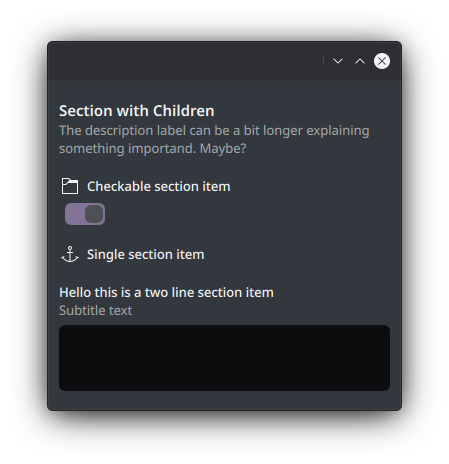 Section with Children
The description label can be a bit longer explaining
something importand. Maybe?
Checkable section item
Single section item
Hello this is a two line section item
Subtitle text